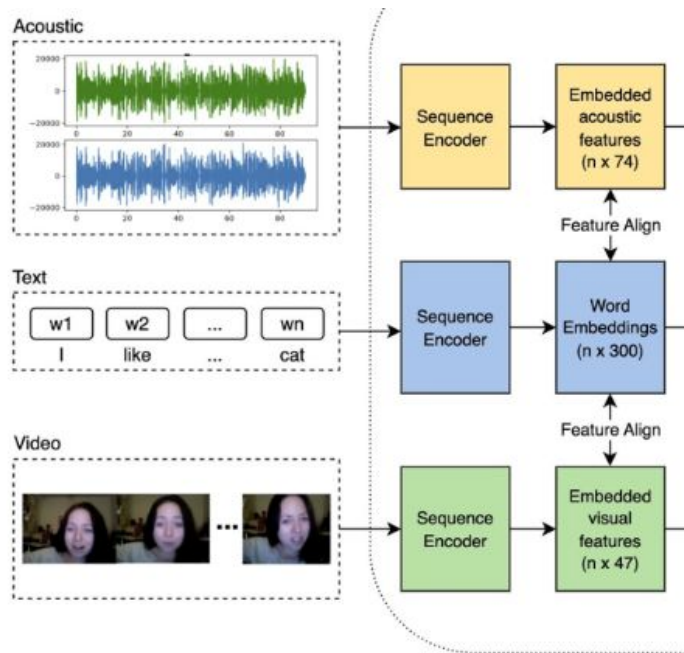 Acoustic
20000
0
−20000
0 20 40 60 80
20000
0
−20000
0 20 40 60 80
Sequence
Encoder
Embedded
acoustic
features
(n x 74)
Feature Align
Text
w1 w2 ... wn
I like ... cat
Sequence
Encoder
Word
Embeddings
(n x 300)
Feature Align
Video
...
Sequence
Encoder
Embedded
visual
features
(n x 47)